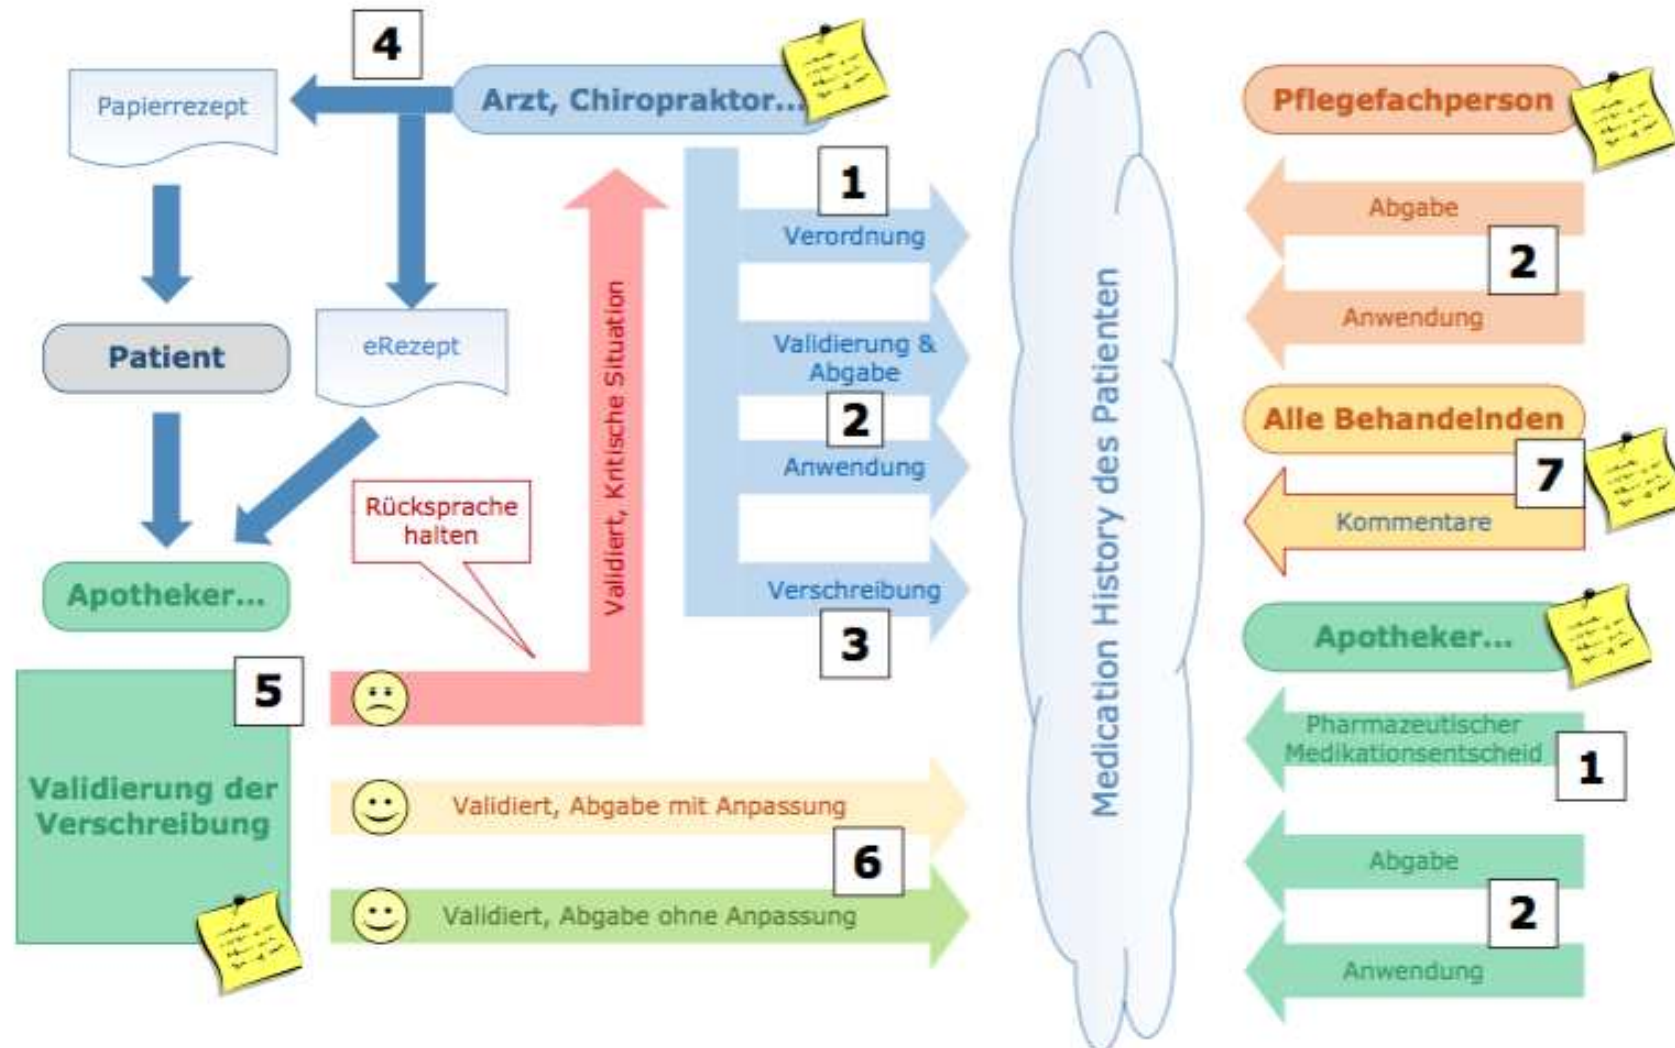 4
Arzt, Chiropraktor...
Papierrezept
Patient
eRezept
Apotheker...
Rücksprache
halten
Validiert, Kritische Situation
1
Verordnung
Validierung &
Abgabe
2
Anwendung
Verschreibung
3
5
Validierung der
Verschreibung
Validiert, Abgabe mit Anpassung
6
Validiert, Abgabe ohne Anpassung
Medication History des Patienten
Pflegefachperson
Abgabe
2
Anwendung
Alle Behandelnden
7
Kommentare
Apotheker...
Pharmazeutischer
Medikationsentscheid
1
Abgabe
2
Anwendung